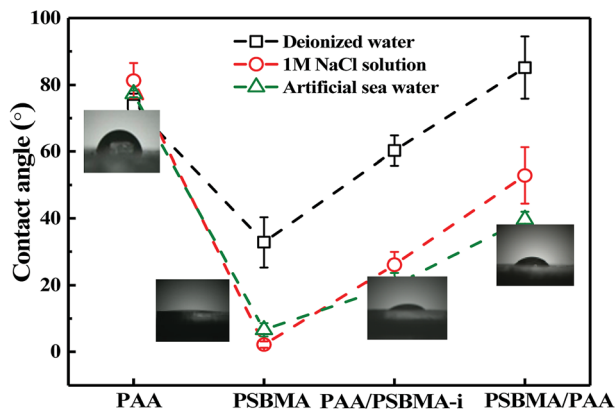 100
80
60
40
20
0
Contact angle (°)
Deionized water
1M NaCl solution
Artificial sea water
PAA
PSBMA
PAA/PSBMA-i
PSBMA/PAA